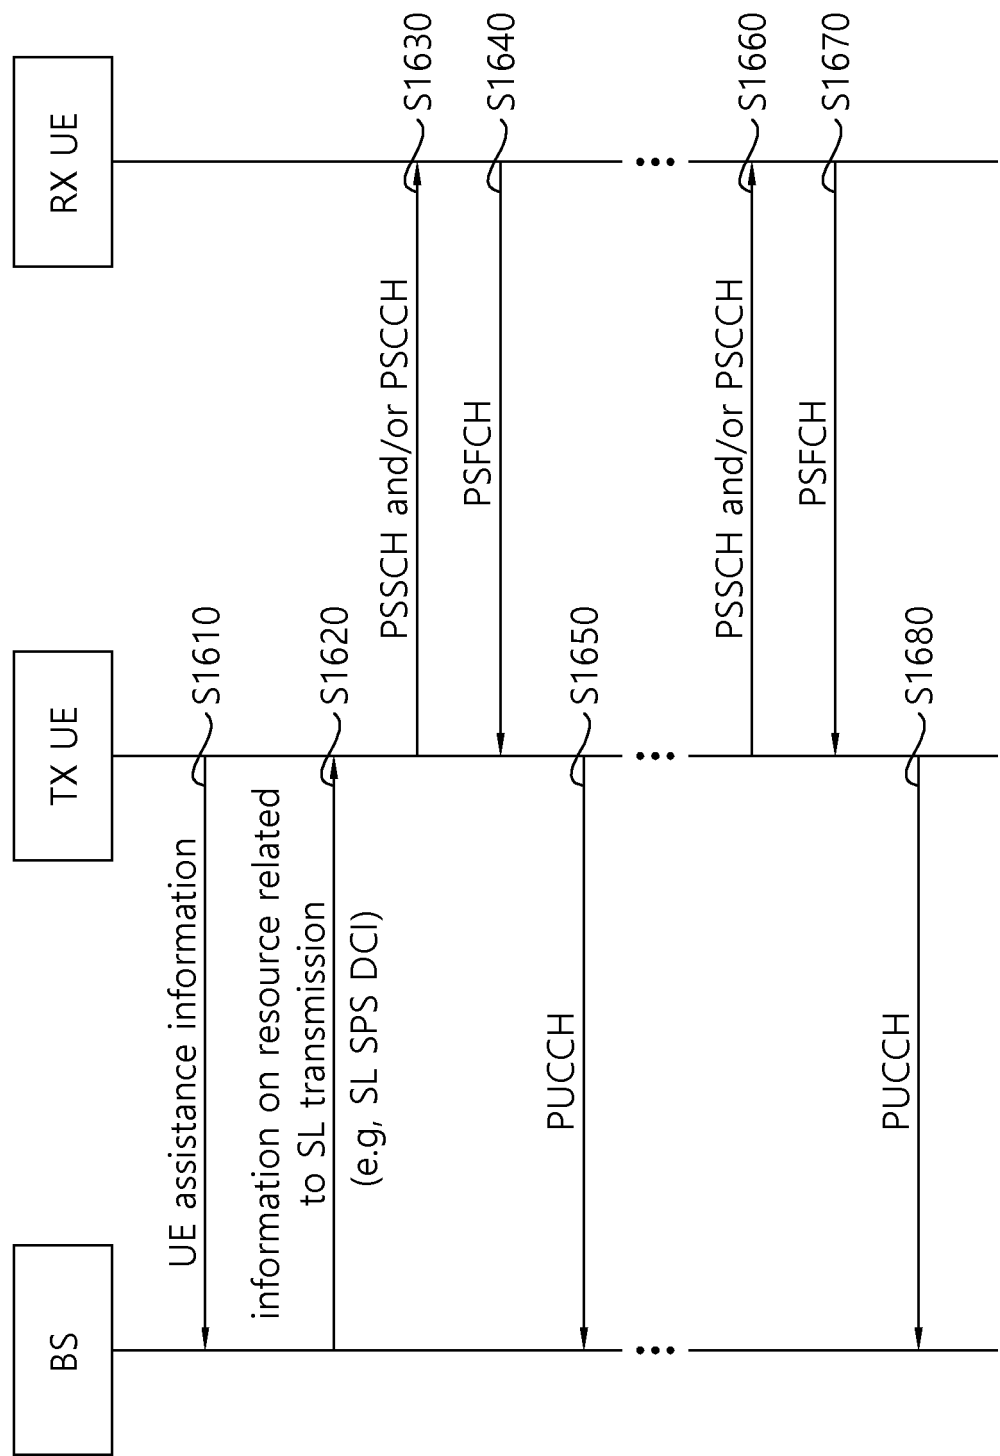 BS
TX UE
RX UE
UE assistance information
S1610
information on resource related
to SL transmission
(e.g, SL SPS DCI)
S1620
PSSCH and/or PSCCH
S1630
PSFCH
S1640
PUCCH
S1650
PSSCH and/or PSCCH
S1660
PSFCH
S1670
PUCCH
S1680